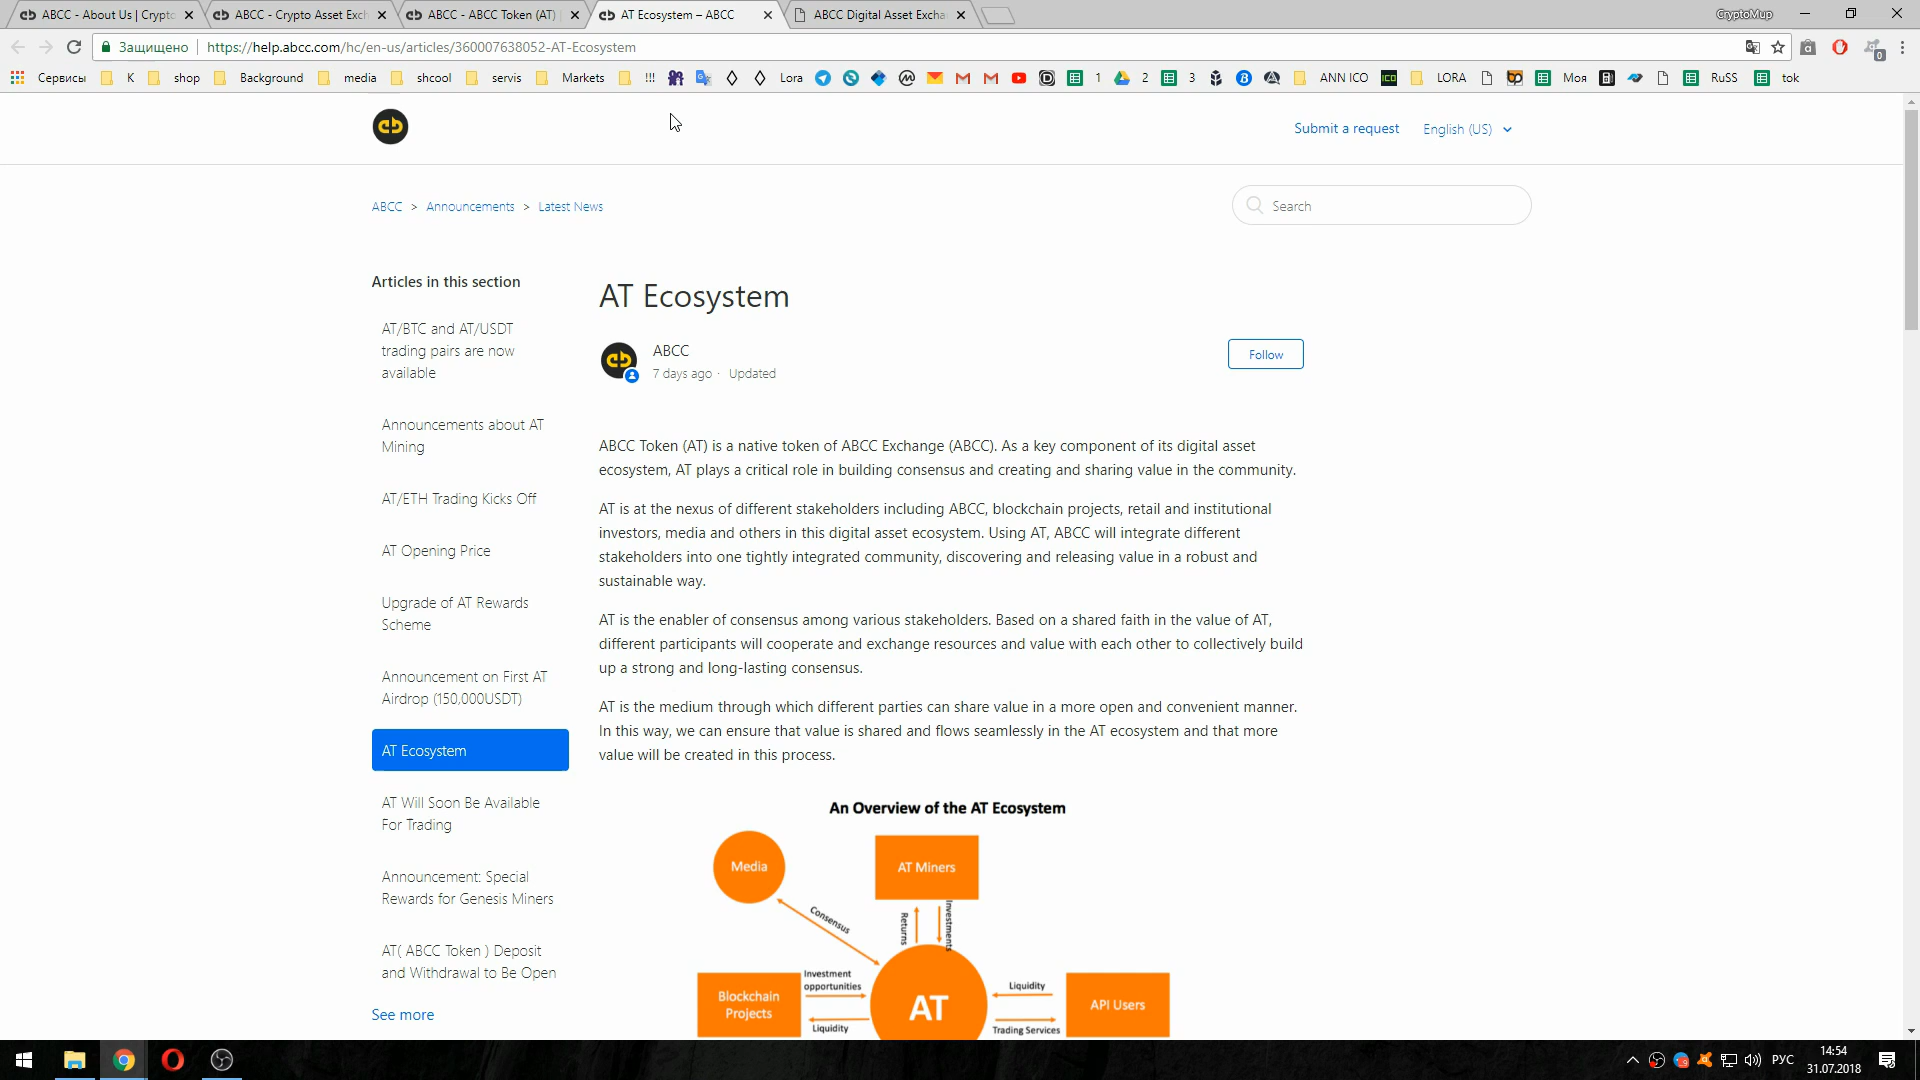 ABCC - About Us | Crypto
ABCC - Crypto Asset Exch
ABCC - ABCC Token (AT) |
AT Ecosystem – ABCC
ABCC Digital Asset Excha
CryptoMup
Защищено
https://help.abcc.com/hc/en-us/articles/360007638052-AT-Ecosystem
Сервисы K shop Background media shcool servis Markets !!! Lora 1 2 3 ANN ICO LORA Моя RuSS tok
Submit a request
English (US)
ABCC > Announcements > Latest News
Search
Articles in this section
AT/BTC and AT/USDT
trading pairs are now
available
Announcements about AT
Mining
AT/ETH Trading Kicks Off
AT Opening Price
Upgrade of AT Rewards
Scheme
Announcement on First AT
Airdrop (150,000USDT)
AT Ecosystem
AT Will Soon Be Available
For Trading
Announcement: Special
Rewards for Genesis Miners
AT( ABCC Token ) Deposit
and Withdrawal to Be Open
See more
AT Ecosystem
ABCC
7 days ago · Updated
Follow
ABCC Token (AT) is a native token of ABCC Exchange (ABCC). As a key component of its digital asset
ecosystem, AT plays a critical role in building consensus and creating and sharing value in the community.
AT is at the nexus of different stakeholders including ABCC, blockchain projects, retail and institutional
investors, media and others in this digital asset ecosystem. Using AT, ABCC will integrate different
stakeholders into one tightly integrated community, discovering and releasing value in a robust and
sustainable way.
AT is the enabler of consensus among various stakeholders. Based on a shared faith in the value of AT,
different participants will cooperate and exchange resources and value with each other to collectively build
up a strong and long-lasting consensus.
AT is the medium through which different parties can share value in a more open and convenient manner.
In this way, we can ensure that value is shared and flows seamlessly in the AT ecosystem and that more
value will be created in this process.
An Overview of the AT Ecosystem
Media
AT Miners
Consensus
Returns
Investments
Blockchain
Projects
Investment
opportunities
Liquidity
AT
Liquidity
Trading Services
API Users
РУС
14:54
31.07.2018